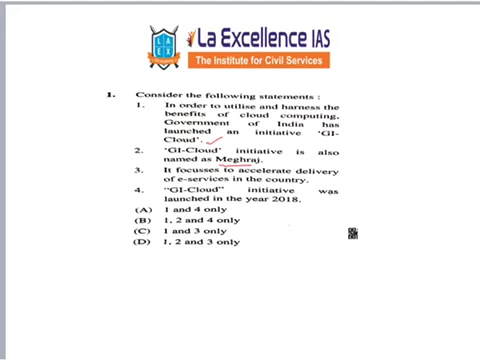 La Excellence IAS
The Institute for Civil Services
1. Consider the following statements :
1. In order to utilise and harness the
benefits of cloud computing,
Government of India has
launched an initiative 'GI-
Cloud'.
2. 'GI-Cloud' initiative is also
named as Meghraj.
3. It focusses to accelerate delivery
of e-services in the country.
4. "GI-Cloud" initiative was
launched in the year 2018.
(A) 1 and 4 only
(B) 1, 2 and 4 only
(C) 1 and 3 only
(D) 1, 2 and 3 only